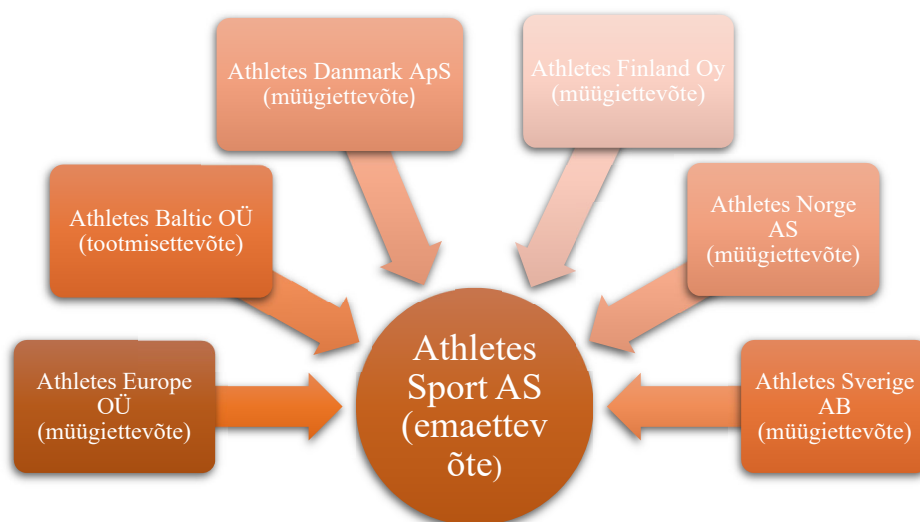 Athletes Danmark ApS
(müügiettevõte)
Athletes Finland Oy
(müügiettevõte)
Athletes Baltic OÜ
(tootmisettevõte)
Athletes Norge
AS
(müügiettevõte)
Athletes Europe
OÜ
(müügiettevõte)
Athletes
Sport AS
(emaettev
õte)
Athletes Sverige
AB
(müügiettevõte)